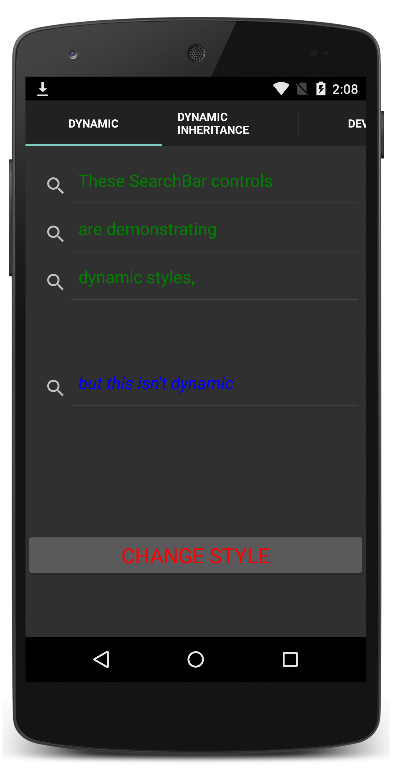 2:08
DYNAMIC
DYNAMIC
INHERITANCE
DEV
These SearchBar controls
are demonstrating
dynamic styles,
but this isn't dynamic
CHANGE STYLE